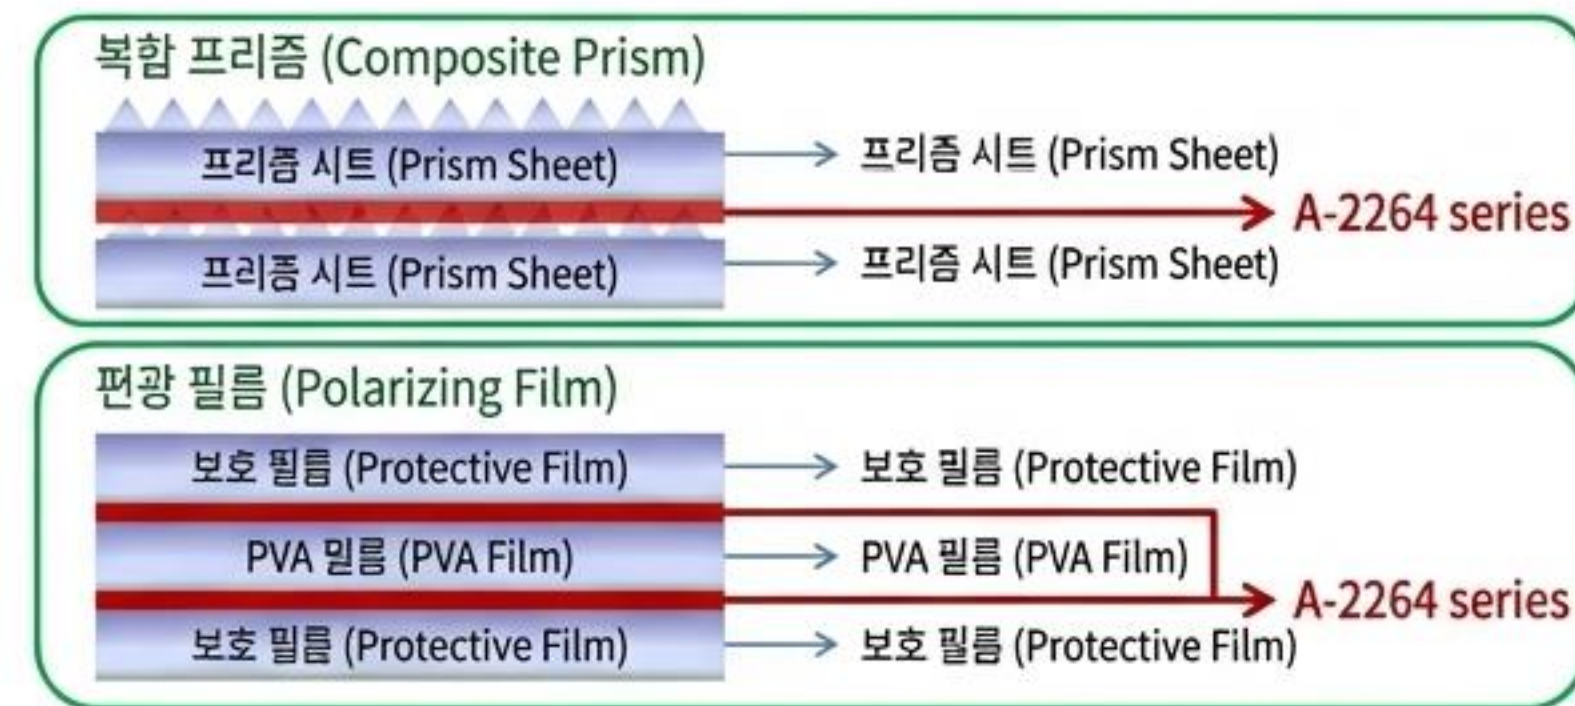 복합 프리즘 (Composite Prism)
프리즘 시트 (Prism Sheet)
프리즘 시트 (Prism Sheet)
A-2264 series
프리즘 시트 (Prism Sheet)
프리즘 시트 (Prism Sheet)
편광 필름 (Polarizing Film)
보호 필름 (Protective Film)
보호 밀름 (Protective Film)
PVA 밀름 (PVA Film)
PVA 필름 (PVA Film)
A-2264 series
보호 밀름 (Protective Film)
보호 밀름 (Protective Film)